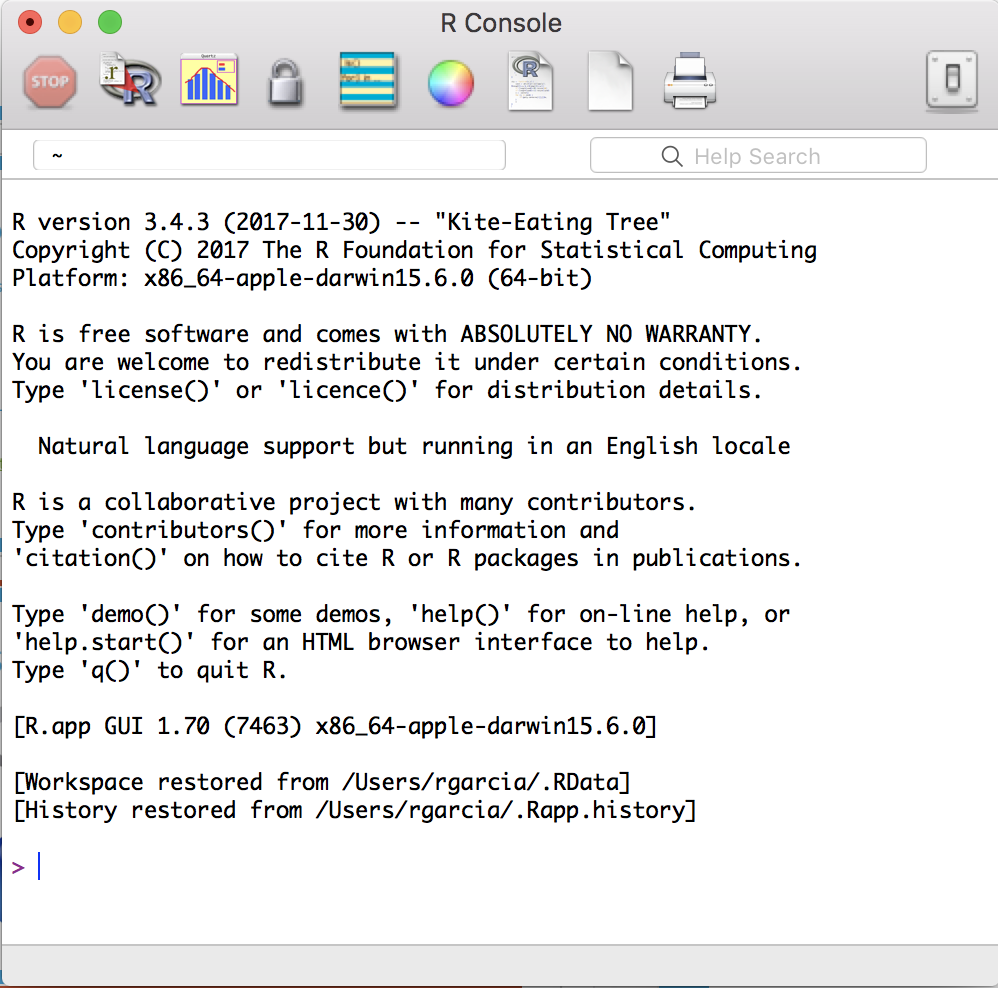 R Console
STOP
~
Help Search
R version 3.4.3 (2017-11-30) -- "Kite-Eating Tree"
Copyright (C) 2017 The R Foundation for Statistical Computing
Platform: x86_64-apple-darwin15.6.0 (64-bit)
R is free software and comes with ABSOLUTELY NO WARRANTY.
You are welcome to redistribute it under certain conditions.
Type 'license()' or 'licence()' for distribution details.
Natural language support but running in an English locale
R is a collaborative project with many contributors.
Type 'contributors()' for more information and
'citation()' on how to cite R or R packages in publications.
Type 'demo()' for some demos, 'help()' for on-line help, or
'help.start()' for an HTML browser interface to help.
Type 'q()' to quit R.
[R.app GUI 1.70 (7463) x86_64-apple-darwin15.6.0]
[Workspace restored from /Users/rgarcia/.RData]
[History restored from /Users/rgarcia/.Rapp.history]
>